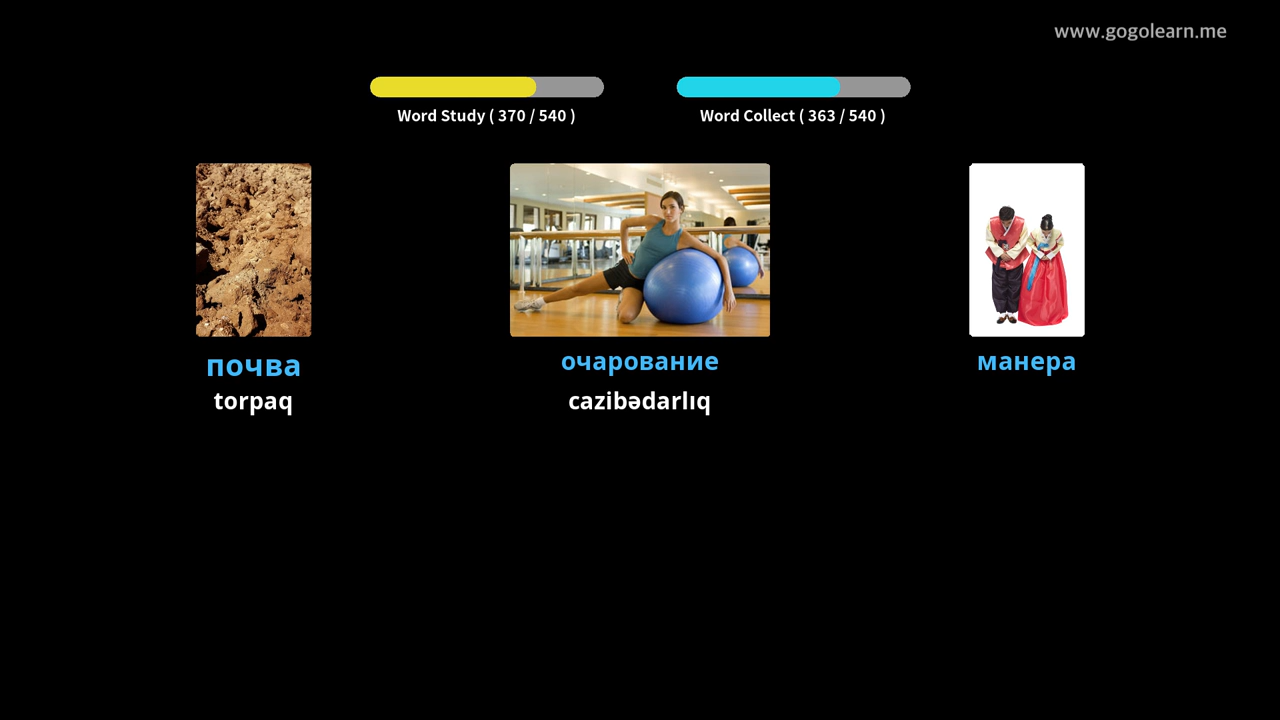 www.gogolearn.me
Word Study ( 370 / 540 )
Word Collect ( 363 / 540 )
почва
torpaq
очарование
cazibədarlıq
манера